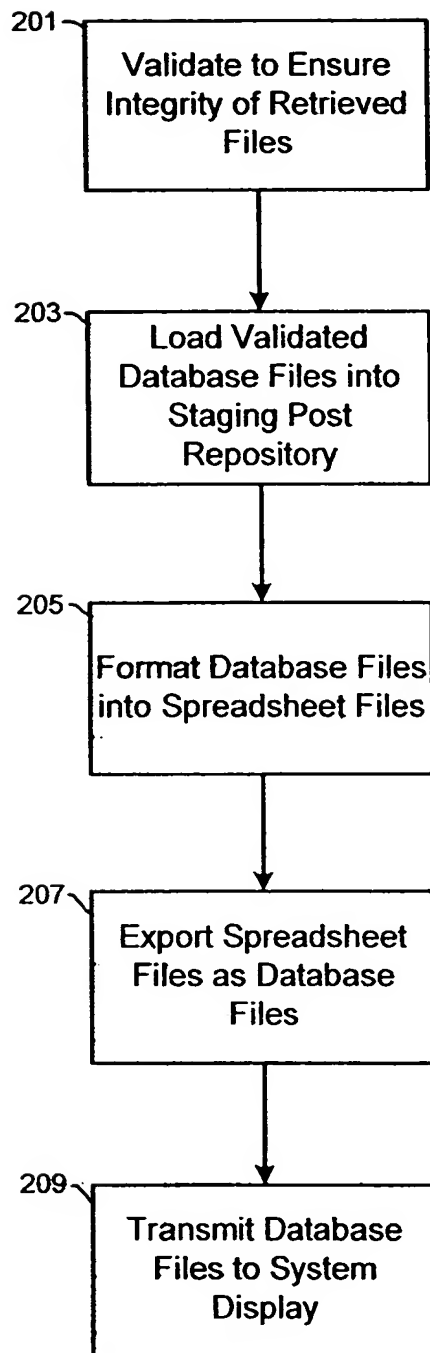 201
Validate to Ensure
Integrity of Retrieved
Files
203
Load Validated
Database Files into
Staging Post
Repository
205
Format Database Files
into Spreadsheet Files
207
Export Spreadsheet
Files as Database
Files
209
Transmit Database
Files to System
Display